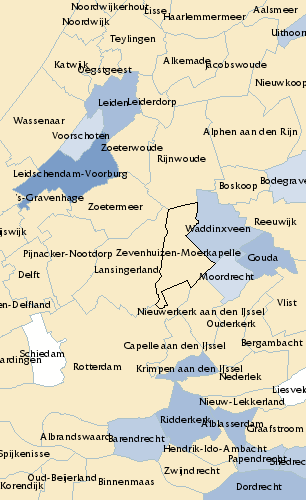 Noordwijkerhout
Lisse
Aalsmeer
Noordwijk
Haarlemmermeer
Uithoorn
Teylingen
Katwijk
Oegstgeest
Alkemade
Jacobswoude
Nieuwkoop
Leiden
Leiderdorp
Wassenaar
Voorschoten
Alphen aan den Rijn
Zoeterwoude
Rijnwoude
Leidschendam-Voorburg
Boskoop
Bodegrave
's-Gravenhage
Zoetermeer
Reeuwijk
Waddinxveen
ijswijk
Pijnacker-Nootdorp
Zevenhuizen-Moerkapelle
Gouda
Delft
Lansingerland
Moordrecht
en-Delfland
Vlist
Nieuwerkerk aan den IJssel
Ouderkerk
Capelle aan den IJssel
Bergambacht
Schiedam
ardingen
Rotterdam
Krimpen aan den IJssel
Nederlek
Liesve
Nieuw-Lekkerland
Ridderkerk
Alblasserdam
Graafstroom
Albrandswaard
Barendrecht
Hendrik-Ido-Ambacht
Spijkenisse
Papendrecht
Sliedre
Zwijndrecht
Oud-Beijerland
Binnenmaas
Korendijk
Dordrecht